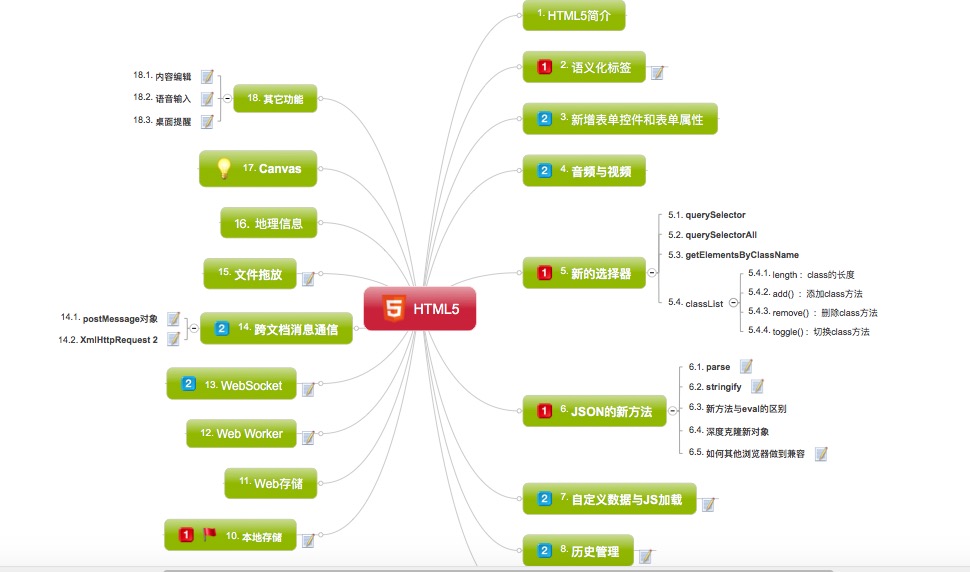 HTML5
1. HTML5简介
1 2. 语义化标签
2 3. 新增表单控件和表单属性
2 4. 音频与视频
1 5. 新的选择器
5.1. querySelector
5.2. querySelectorAll
5.3. getElementsByClassName
5.4. classList
5.4.1. length ：class的长度
5.4.2. add() ：添加class方法
5.4.3. remove() ：删除class方法
5.4.4. toggle() ：切换class方法
1 6. JSON的新方法
6.1. parse
6.2. stringify
6.3. 新方法与eval的区别
6.4. 深度克隆新对象
6.5. 如何其他浏览器做到兼容
2 7. 自定义数据与JS加载
2 8. 历史管理
1 10. 本地存储
11. Web存储
12. Web Worker
2 13. WebSocket
2 14. 跨文档消息通信
14.1. postMessage对象
14.2. XmlHttpRequest 2
15. 文件拖放
16. 地理信息
17. Canvas
18. 其它功能
18.1. 内容编辑
18.2. 语音输入
18.3. 桌面提醒